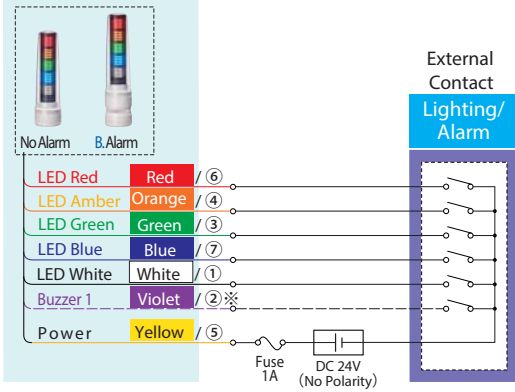 No Alarm
B.Alarm
External
Contact
Lighting/
Alarm
LED Red Red / ⑥
LED Amber Orange / ④
LED Green Green / ③
LED Blue Blue / ⑦
LED White White / ①
Buzzer 1 Violet / ②※
Power Yellow / ⑤
Fuse
1A
DC 24V
(No Polarity)